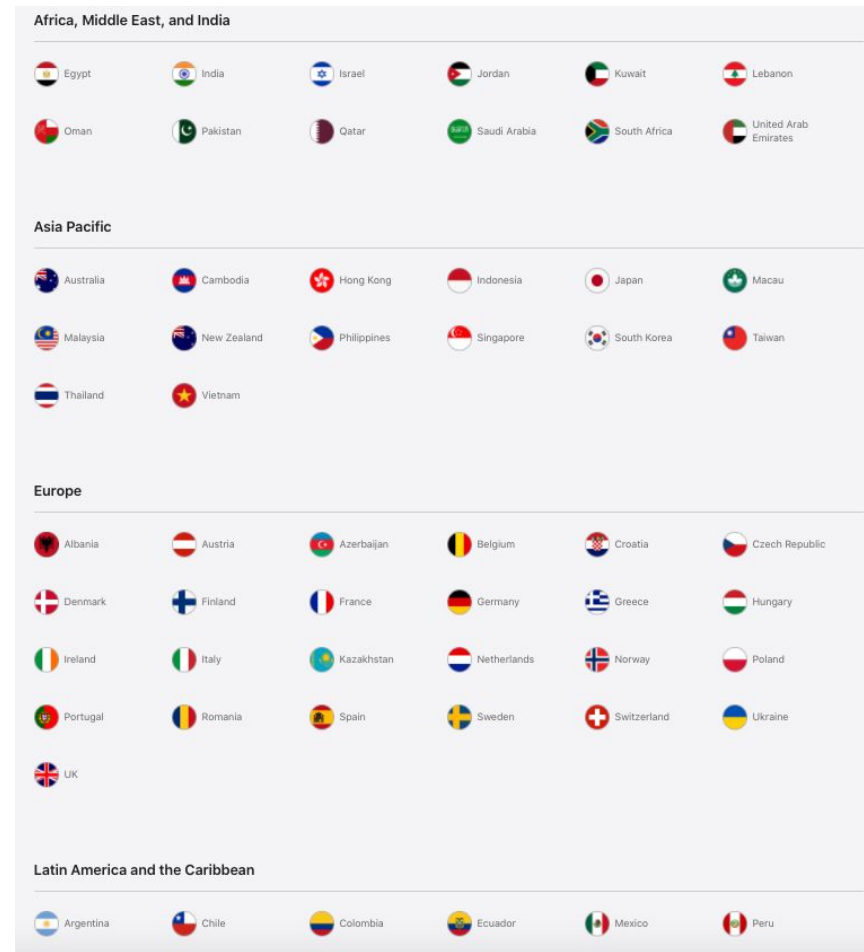 Africa, Middle East, and India
Egypt
India
Israel
Jordan
Kuwait
Lebanon
Oman
Pakistan
Qatar
Saudi Arabia
South Africa
United Arab
Emirates
Asia Pacific
Australia
Cambodia
Hong Kong
Indonesia
Japan
Macau
Malaysia
New Zealand
Philippines
Singapore
South Korea
Taiwan
Thailand
Vietnam
Europe
Albania
Austria
Azerbaijan
Belgium
Croatia
Czech Republic
Denmark
Finland
France
Germany
Greece
Hungary
Ireland
Italy
Kazakhstan
Netherlands
Norway
Poland
Portugal
Romania
Spain
Sweden
Switzerland
Ukraine
UK
Latin America and the Caribbean
Argentina
Chile
Colombia
Ecuador
Mexico
Peru